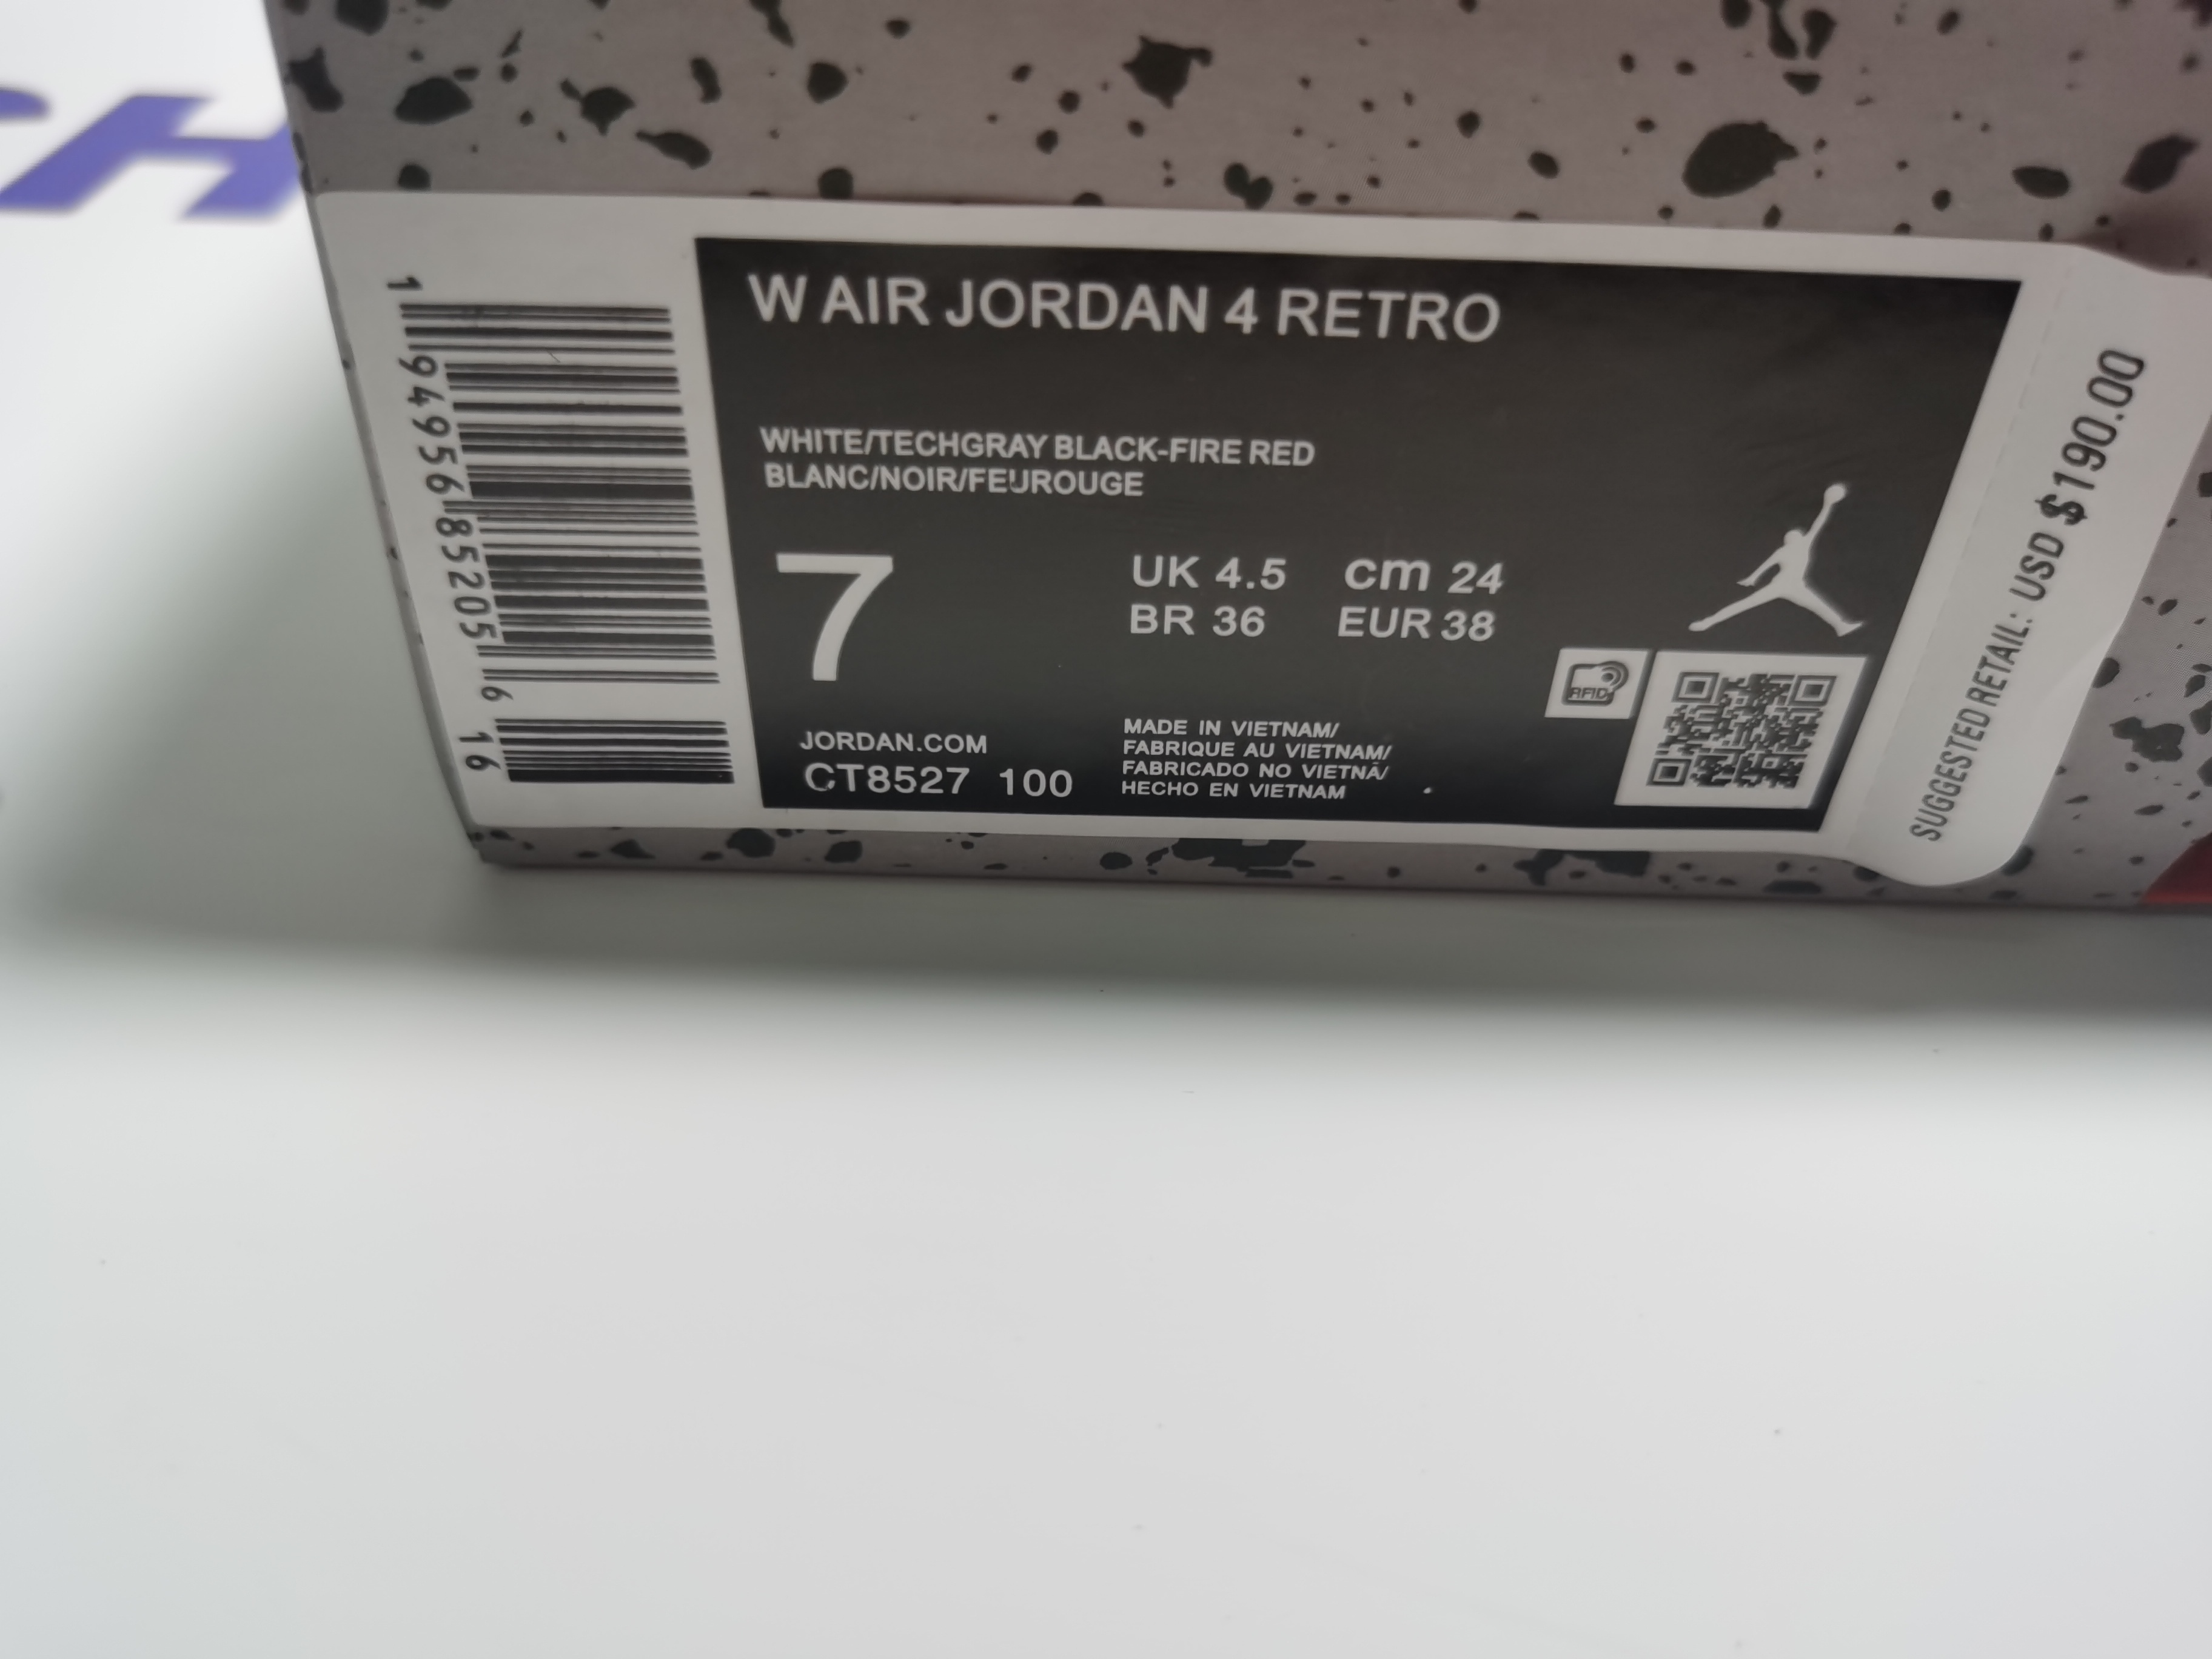 CH
1
94956 85205
6
16
W AIR JORDAN 4 RETRO
WHITE/TECHGRAY BLACK-FIRE RED
BLANC/NOIR/FEUROUGE
7
UK 4.5 cm 24
BR 36 EUR 38
RFID
JORDAN.COM
CT8527 100
MADE IN VIETNAM/
FABRIQUE AU VIETNAM/
FABRICADO NO VIETNÃ/
HECHO EN VIETNAM
SUGGESTED RETAIL: USD $190.00